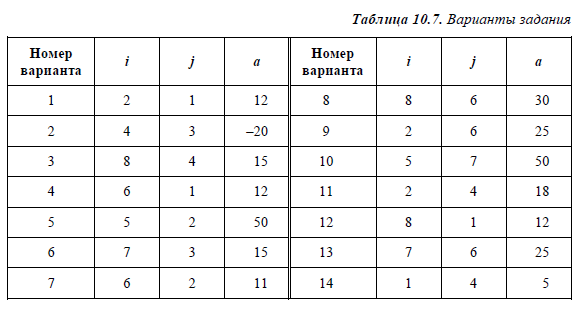 Таблица 10.7. Варианты задания
Номер варианта i j a Номер варианта i j a
1 2 1 12 8 8 6 30
2 4 3 –20 9 2 6 25
3 8 4 15 10 5 7 50
4 6 1 12 11 2 4 18
5 5 2 50 12 8 1 12
6 7 3 15 13 7 6 25
7 6 2 11 14 1 4 5